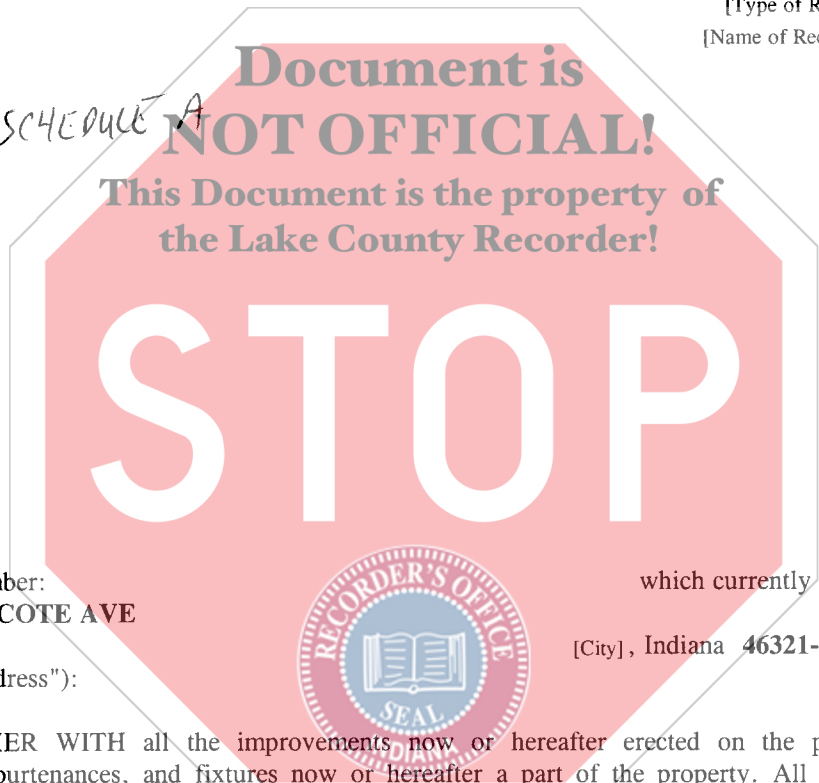 [Type of R
[Name of Rec
Document is
SCHEDULE A
NOT OFFICIAL!
This Document is the property of
the Lake County Recorder!
STOP
ber:
which currently
COTE AVE
[City], Indiana 46321-
dress"):
RECORDER'S OFFICE
SEAL
INDIANA
ER WITH all the improvements now or hereafter erected on the p
purtenances, and fixtures now or hereafter a part of the property. All